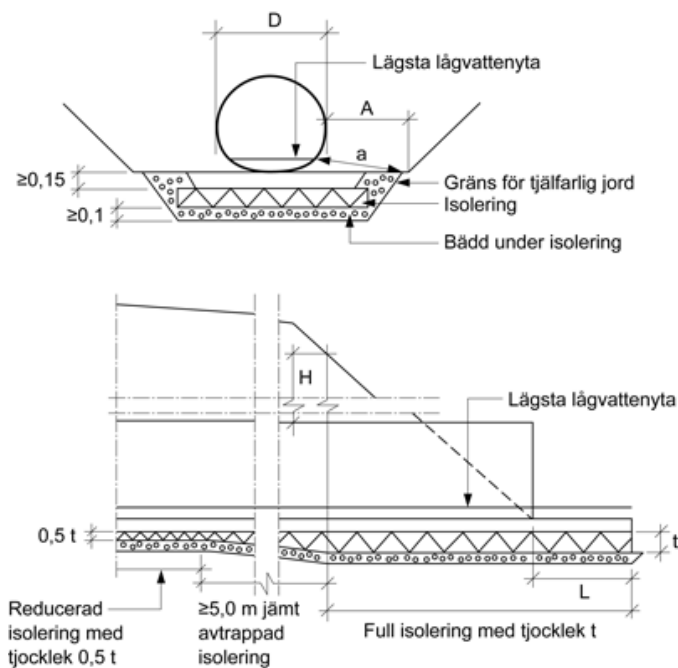 D
Lägsta lågvattenyta
A
a
≥0,15
Gräns för tjälfarlig jord
Isolering
≥0,1
Bädd under isolering
H
Lägsta lågvattenyta
0,5 t
t
L
Reducerad
isolering med
tjocklek 0,5 t
≥5,0 m jämt
avtrappad
isolering
Full isolering med tjocklek t